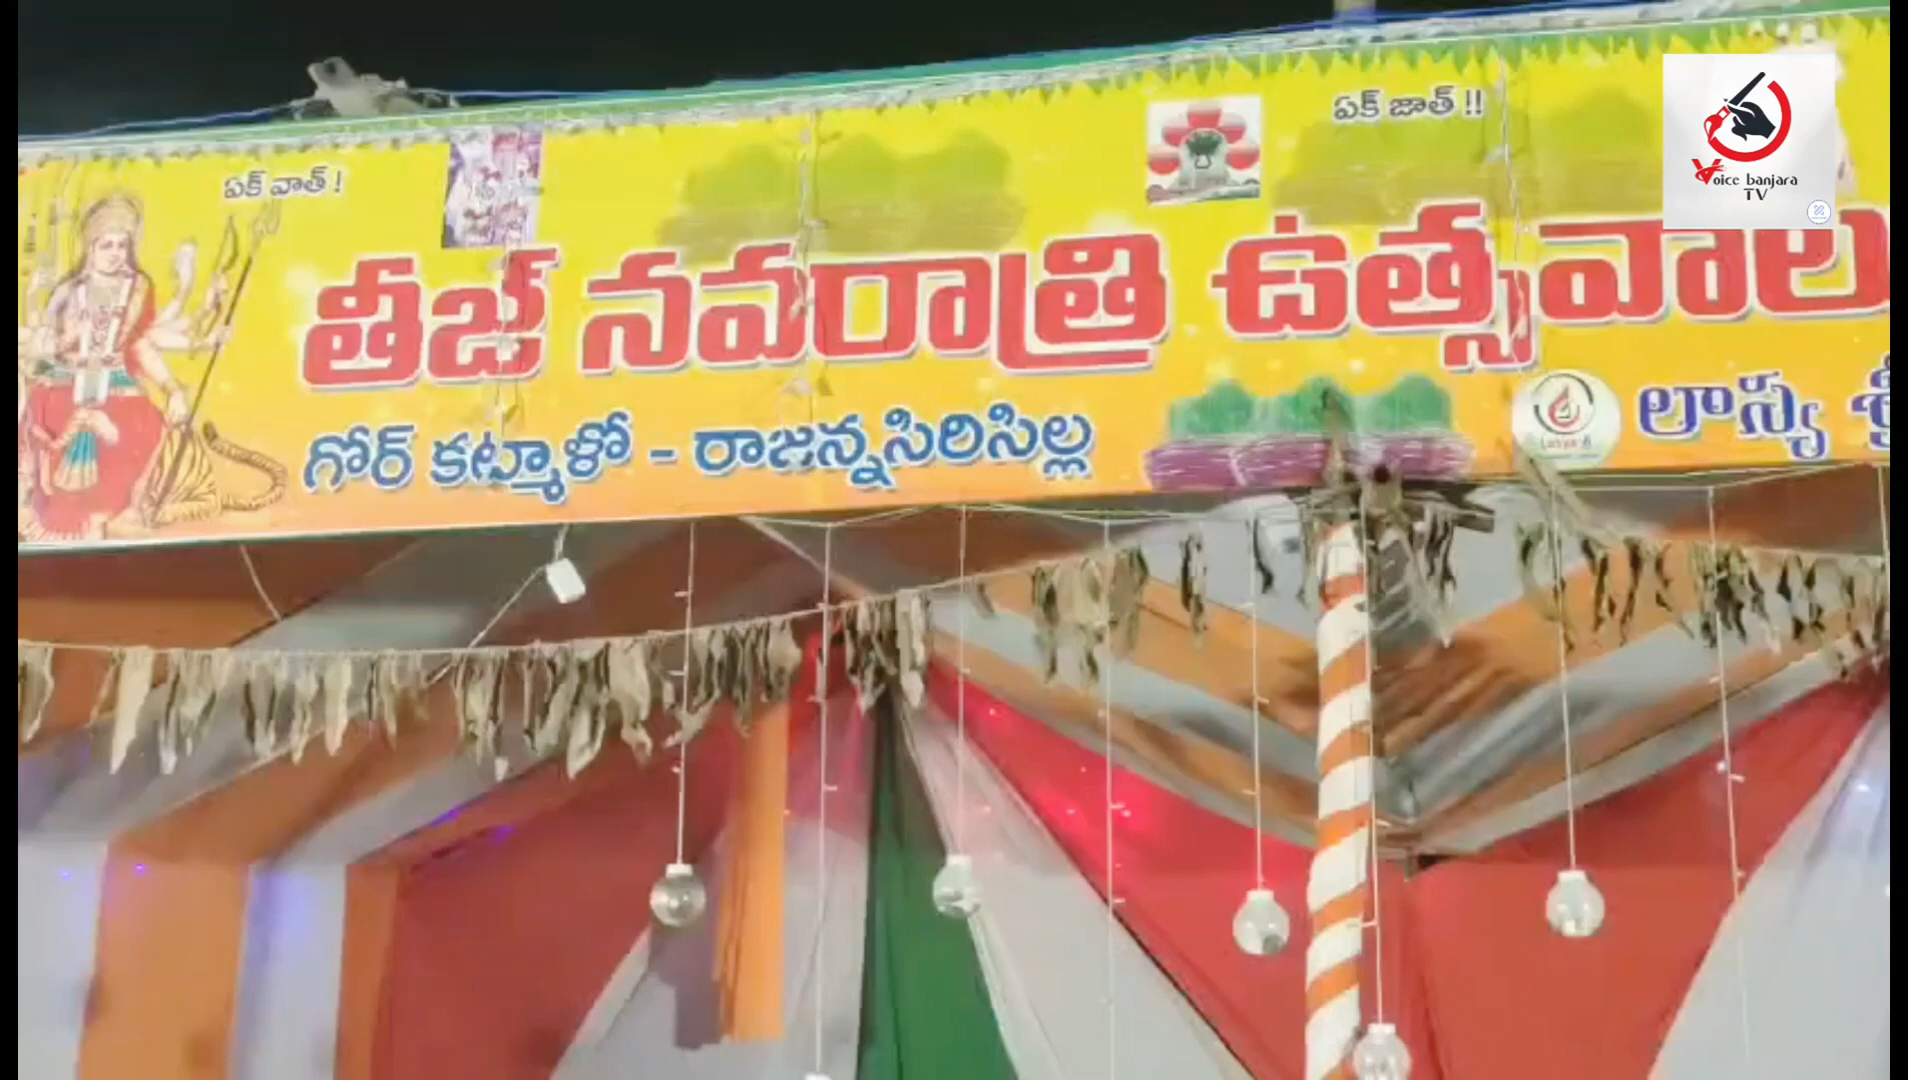 ఏక్ వాత్ !
ఏక్ జాత్ !!
తీజ్ నవరాత్రి ఉత్సవాలు
గోర్ కట్మాళో - రాజన్నసిరిసిల్ల
లాస్య
Voice banjara
TV